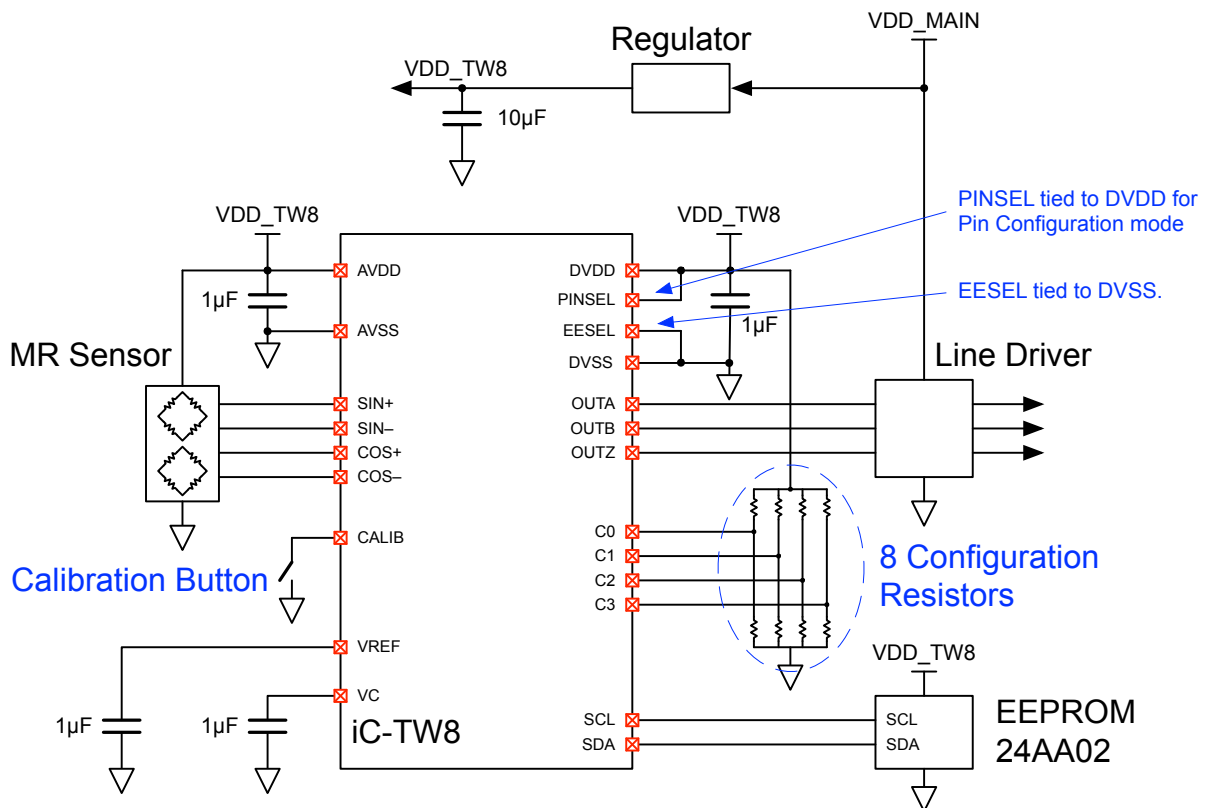 VDD_MAIN
Regulator
VDD_TW8
10µF
PINSEL tied to DVDD for
Pin Configuration mode
VDD_TW8
VDD_TW8
AVDD
DVDD
PINSEL
EESEL tied to DVSS.
1µF
1µF
AVSS
EESEL
MR Sensor
DVSS
Line Driver
SIN+
OUTA
SIN–
OUTB
COS+
OUTZ
COS–
CALIB
C0
C1
C2
C3
8 Configuration
Resistors
Calibration Button
VREF
VDD_TW8
VC
1µF
1µF
iC-TW8
SCL
SDA
SCL
SDA
EEPROM
24AA02